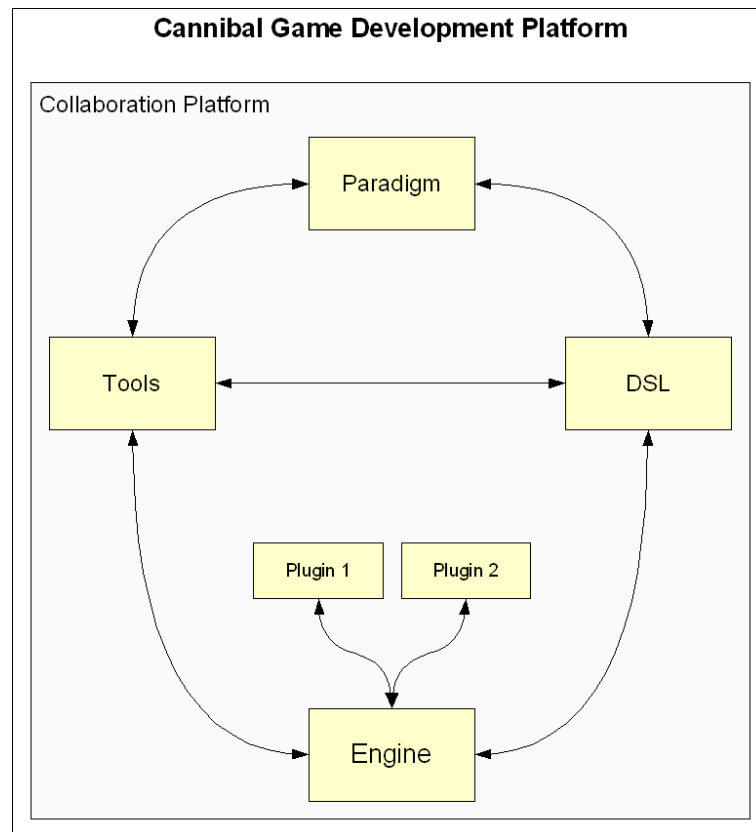 Cannibal Game Development Platform
Collaboration Platform
Paradigm
Tools
DSL
Plugin 1
Plugin 2
Engine